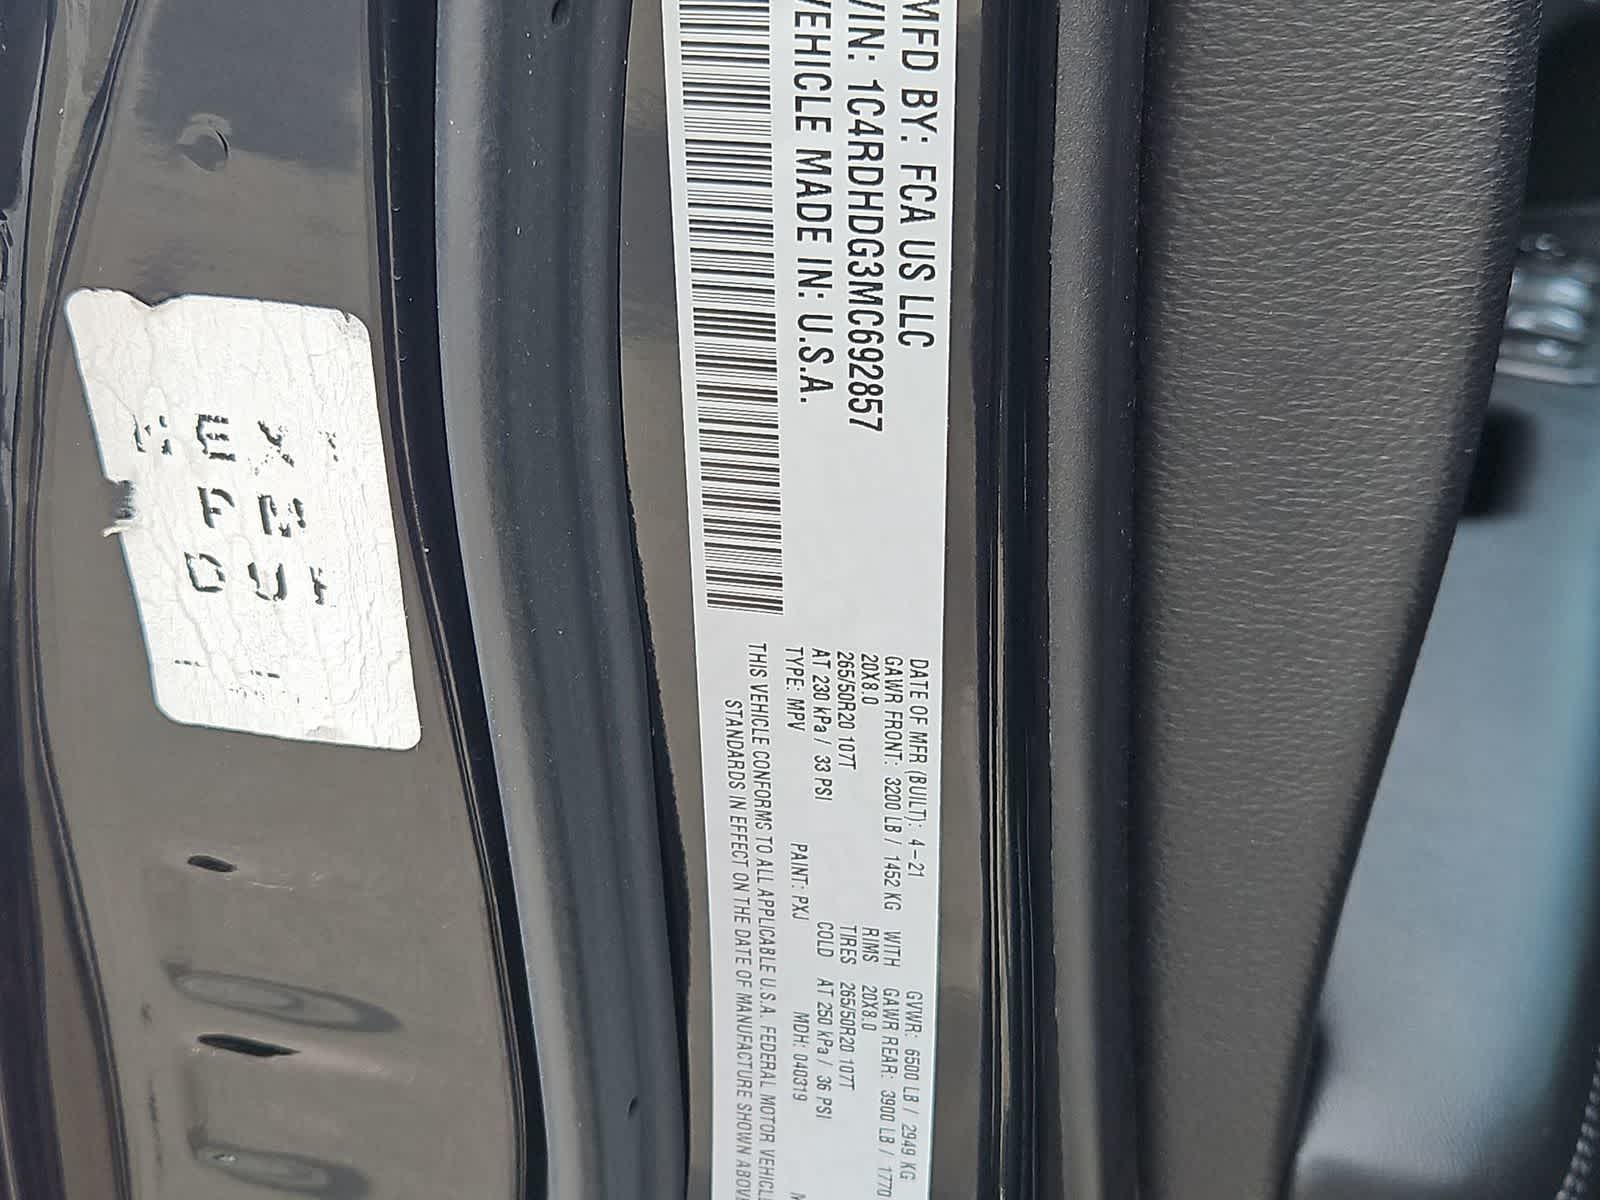 MFD BY: FCA US LLC
VIN: 1C4RDHDG3MC692857
VEHICLE MADE IN: U.S.A.
DATE OF MFR (BUILT): 4-21 GVWR: 6500 LB / 2949 KG
GAWR FRONT: 3200 LB / 1452 KG WITH GAWR REAR: 3900 LB / 1770
20X8.0 RIMS 20X8.0
265/50R20 107T TIRES 265/50R20 107T
AT 230 kPa / 33 PSI COLD AT 250 kPa / 36 PSI
TYPE: MPV PAINT: PXJ MDH: 040319
THIS VEHICLE CONFORMS TO ALL APPLICABLE U.S.A. FEDERAL MOTOR VEHICL
STANDARDS IN EFFECT ON THE DATE OF MANUFACTURE SHOWN ABOV